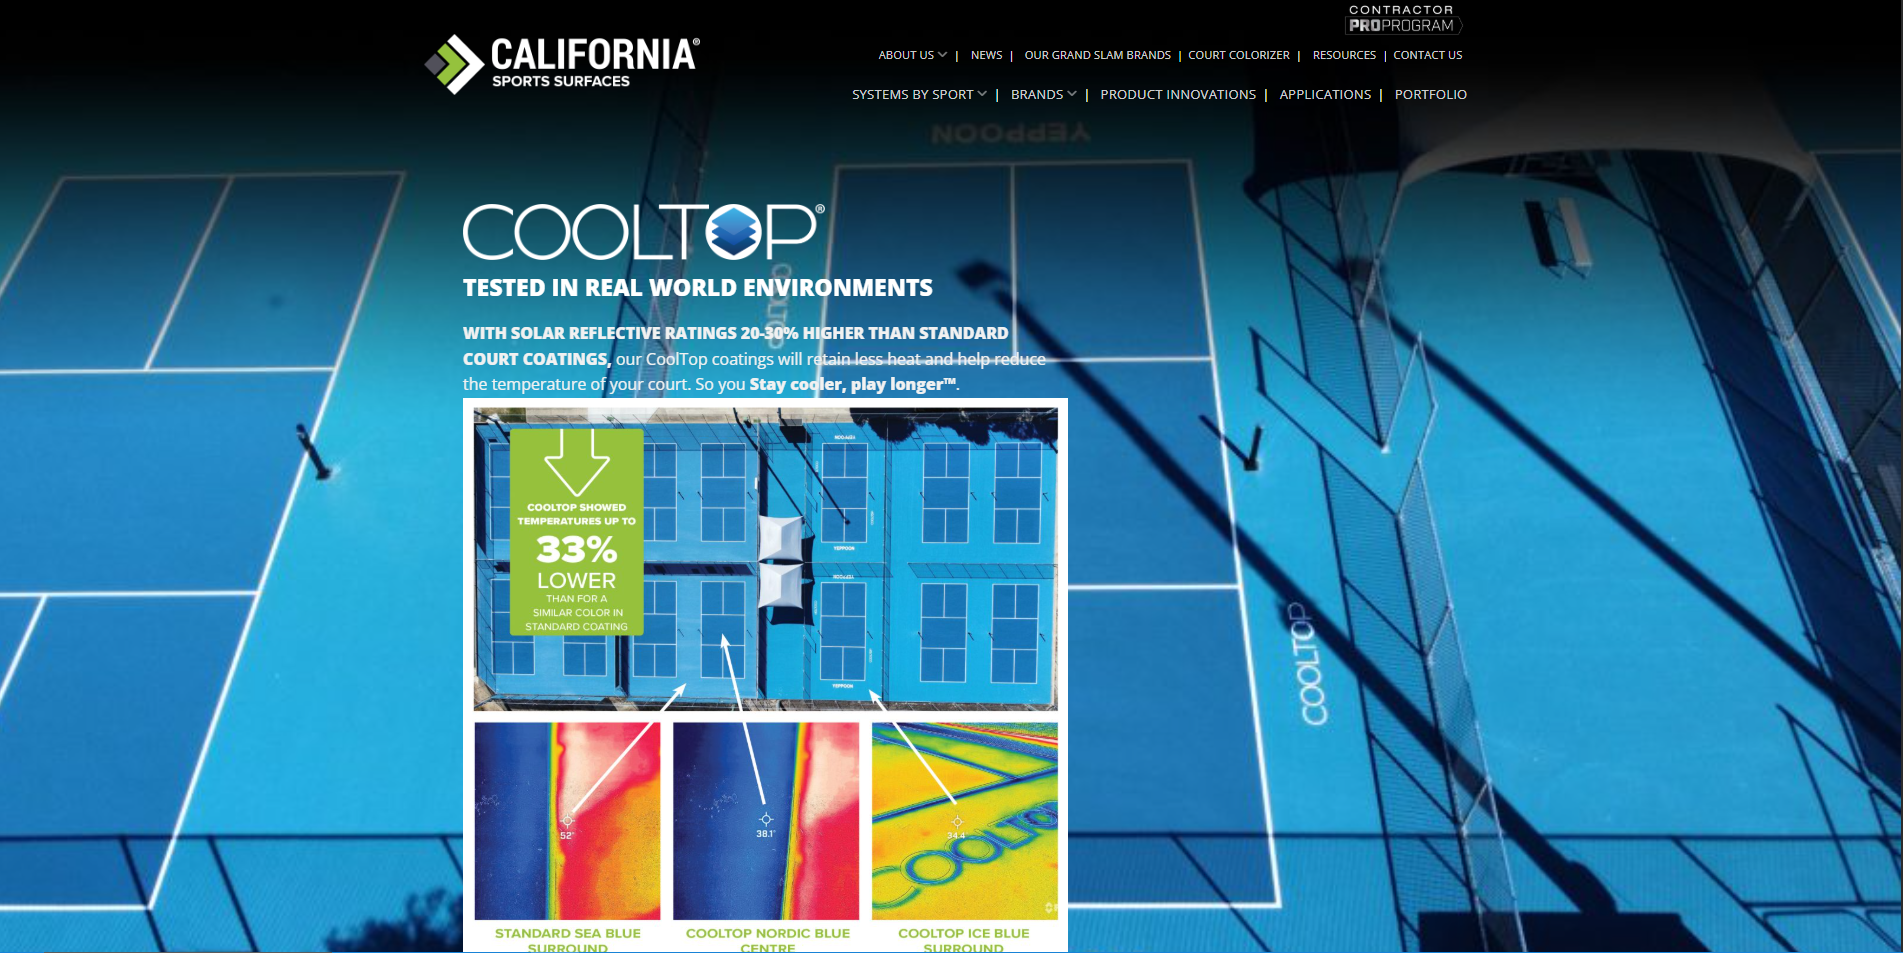 CONTRACTOR
PROPROGRAM
CALIFORNIA®
SPORTS SURFACES
ABOUT US | NEWS | OUR GRAND SLAM BRANDS | COURT COLORIZER | RESOURCES | CONTACT US
SYSTEMS BY SPORT | BRANDS | PRODUCT INNOVATIONS | APPLICATIONS | PORTFOLIO
YEPPOON
COOLTOP®
COOLTOP
TESTED IN REAL WORLD ENVIRONMENTS
WITH SOLAR REFLECTIVE RATINGS 20-30% HIGHER THAN STANDARD
COURT COATINGS, our CoolTop coatings will retain less heat and help reduce
the temperature of your court. So you Stay cooler, play longer™.
COOLTOP SHOWED
TEMPERATURES UP TO
33%
LOWER
THAN FOR A
SIMILAR COLOR IN
STANDARD COATING
YEPPOON
YEPPOON
YEPPOON
YEPPOON
COOLTOP
52°
38.1°
34.4
COOLTO
STANDARD SEA BLUE
SURROUND
COOLTOP NORDIC BLUE
CENTRE
COOLTOP ICE BLUE
SURROUND